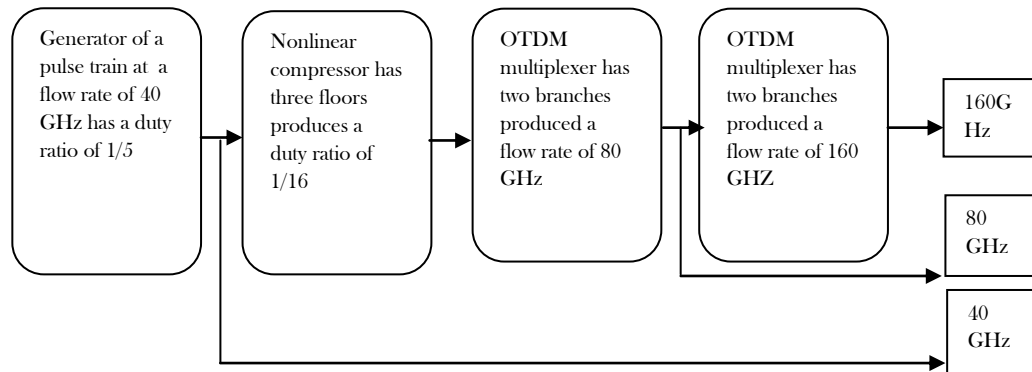 Generator of a
pulse train at a
flow rate of 40
GHz has a duty
ratio of 1/5
Nonlinear
compressor has
three floors
produces a
duty ratio of
1/16
OTDM
multiplexer has
two branches
produced a
flow rate of 80
GHz
OTDM
multiplexer has
two branches
produced a
flow rate of 160
GHZ
160G
Hz
80
GHz
40
GHz